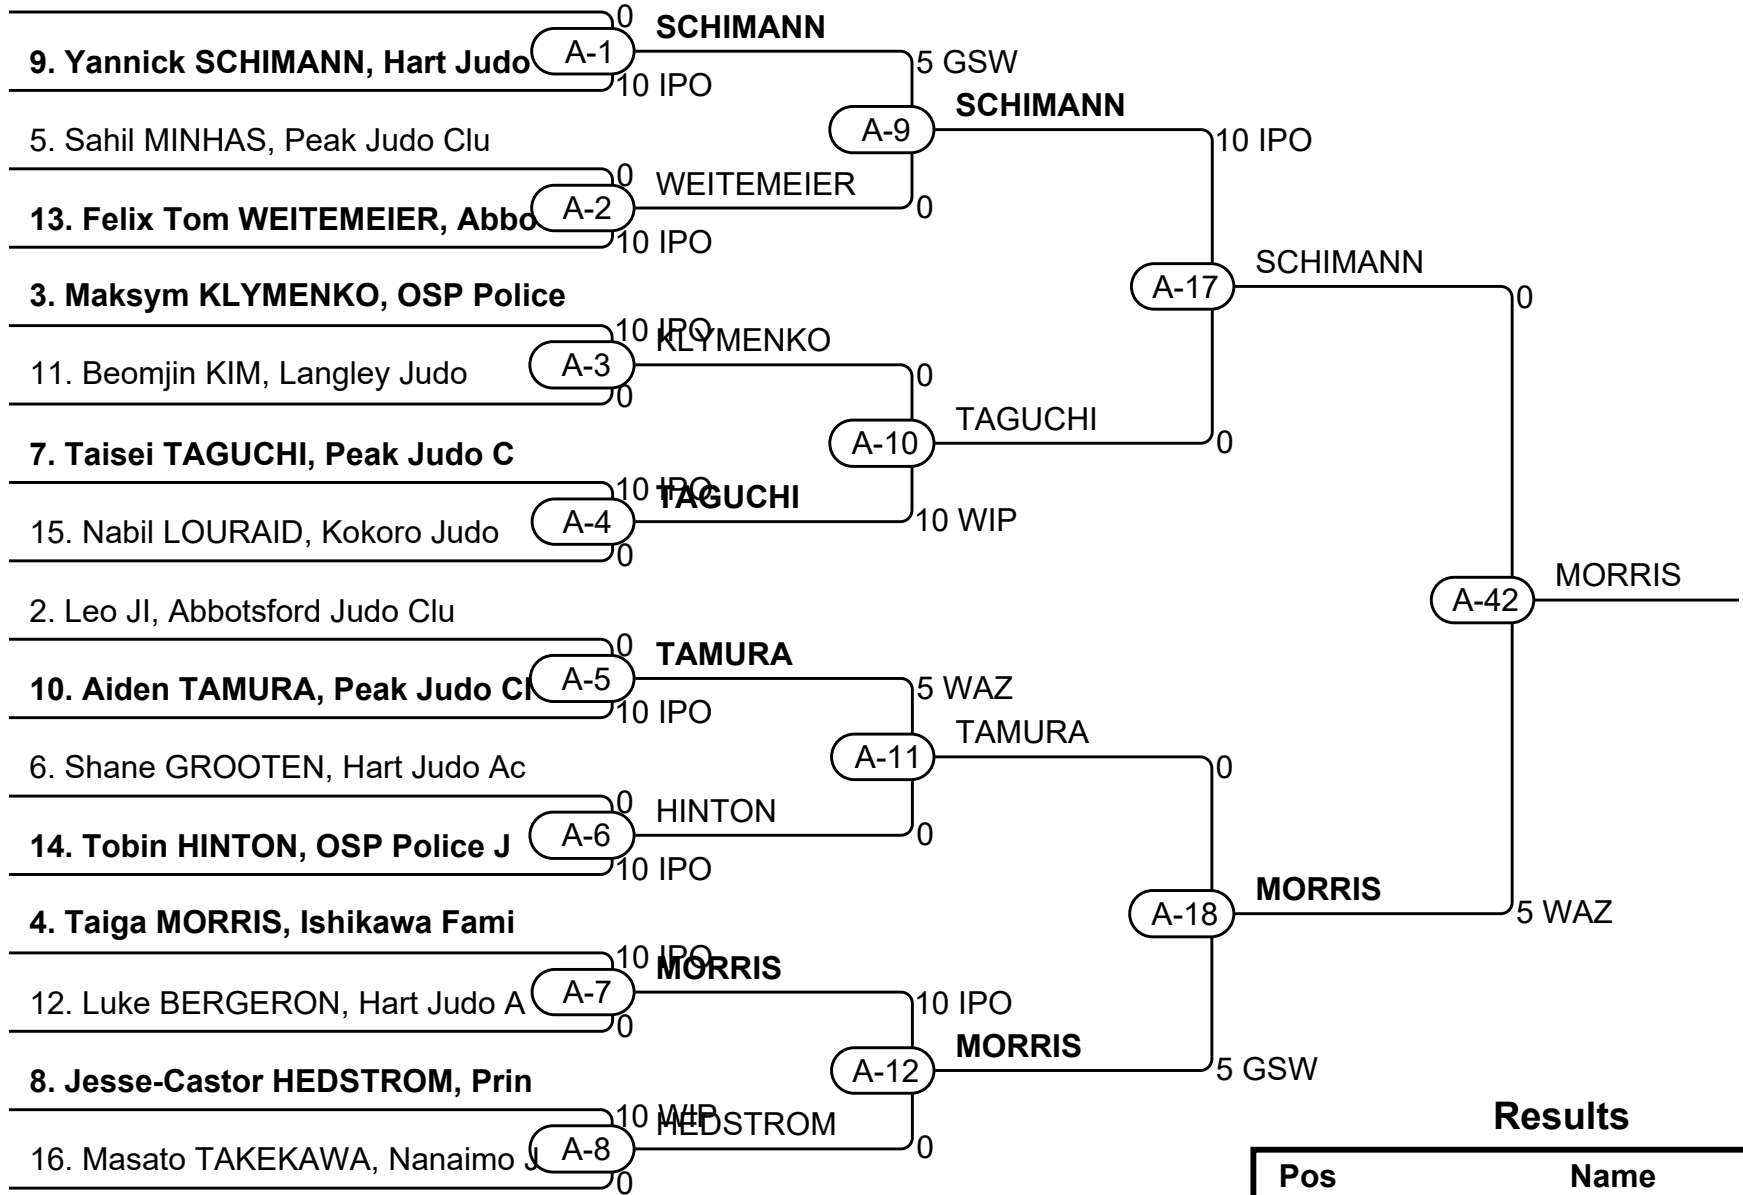 0
9. Yannick SCHIMANN, Hart Judo
A-1
10 IPO
SCHIMANN
5. Sahil MINHAS, Peak Judo Clu
0
13. Felix Tom WEITEMEIER, Abbo
A-2
10 IPO
WEITEMEIER
3. Maksym KLYMENKO, OSP Police
10 IPO
11. Beomjin KIM, Langley Judo
A-3
0
KLYMENKO
7. Taisei TAGUCHI, Peak Judo C
10 IPO
15. Nabil LOURAID, Kokoro Judo
A-4
0
TAGUCHI
2. Leo JI, Abbotsford Judo Clu
0
10. Aiden TAMURA, Peak Judo Cl
A-5
10 IPO
TAMURA
6. Shane GROOTEN, Hart Judo Ac
0
14. Tobin HINTON, OSP Police J
A-6
10 IPO
HINTON
4. Taiga MORRIS, Ishikawa Fami
10 IPO
12. Luke BERGERON, Hart Judo A
A-7
0
MORRIS
8. Jesse-Castor HEDSTROM, Prin
10 WIP
16. Masato TAKEKAWA, Nanaimo J
A-8
0
HEDSTROM
5 GSW
A-9
0
SCHIMANN
0
A-10
10 WIP
TAGUCHI
5 WAZ
A-11
0
TAMURA
10 IPO
A-12
0
MORRIS
10 IPO
A-17
0
SCHIMANN
0
A-18
5 GSW
MORRIS
0
A-42
5 WAZ
MORRIS
Results
Pos Name